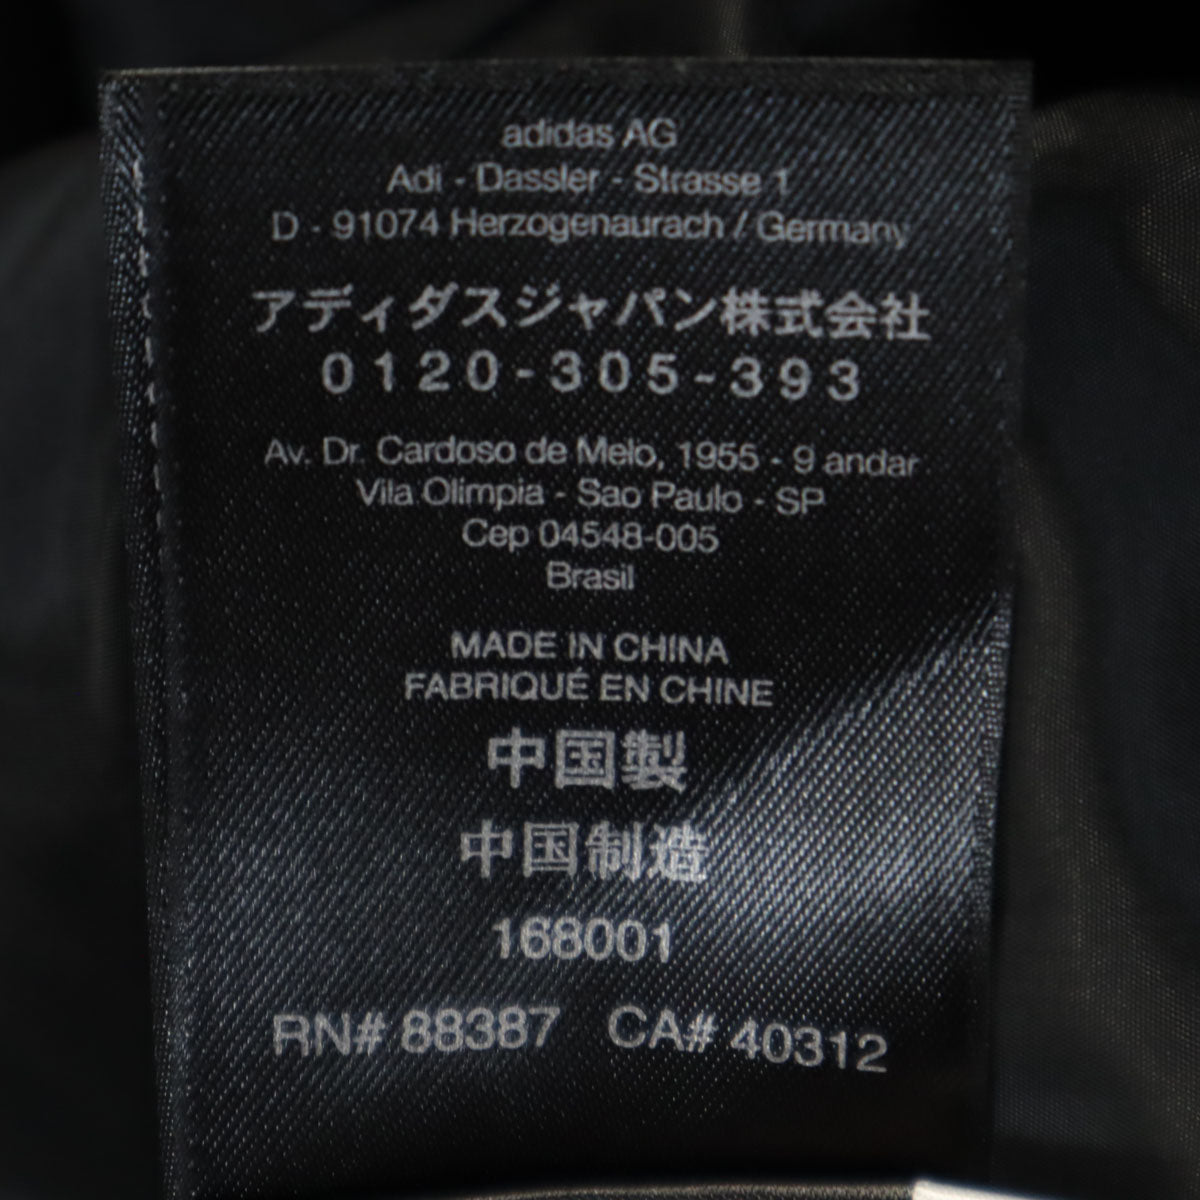 adidas AG
Adi - Dassler - Strasse 1
D - 91074 Herzogenaurach / Germany
アディダスジャパン株式会社
0120-305-393
Av. Dr. Cardoso de Melo, 1955 - 9 andar
Vila Olimpia - Sao Paulo - SP
Cep 04548-005
Brasil
MADE IN CHINA
FABRIQUÉ EN CHINE
中国製
中国制造
168001
RN# 88387 CA# 40312